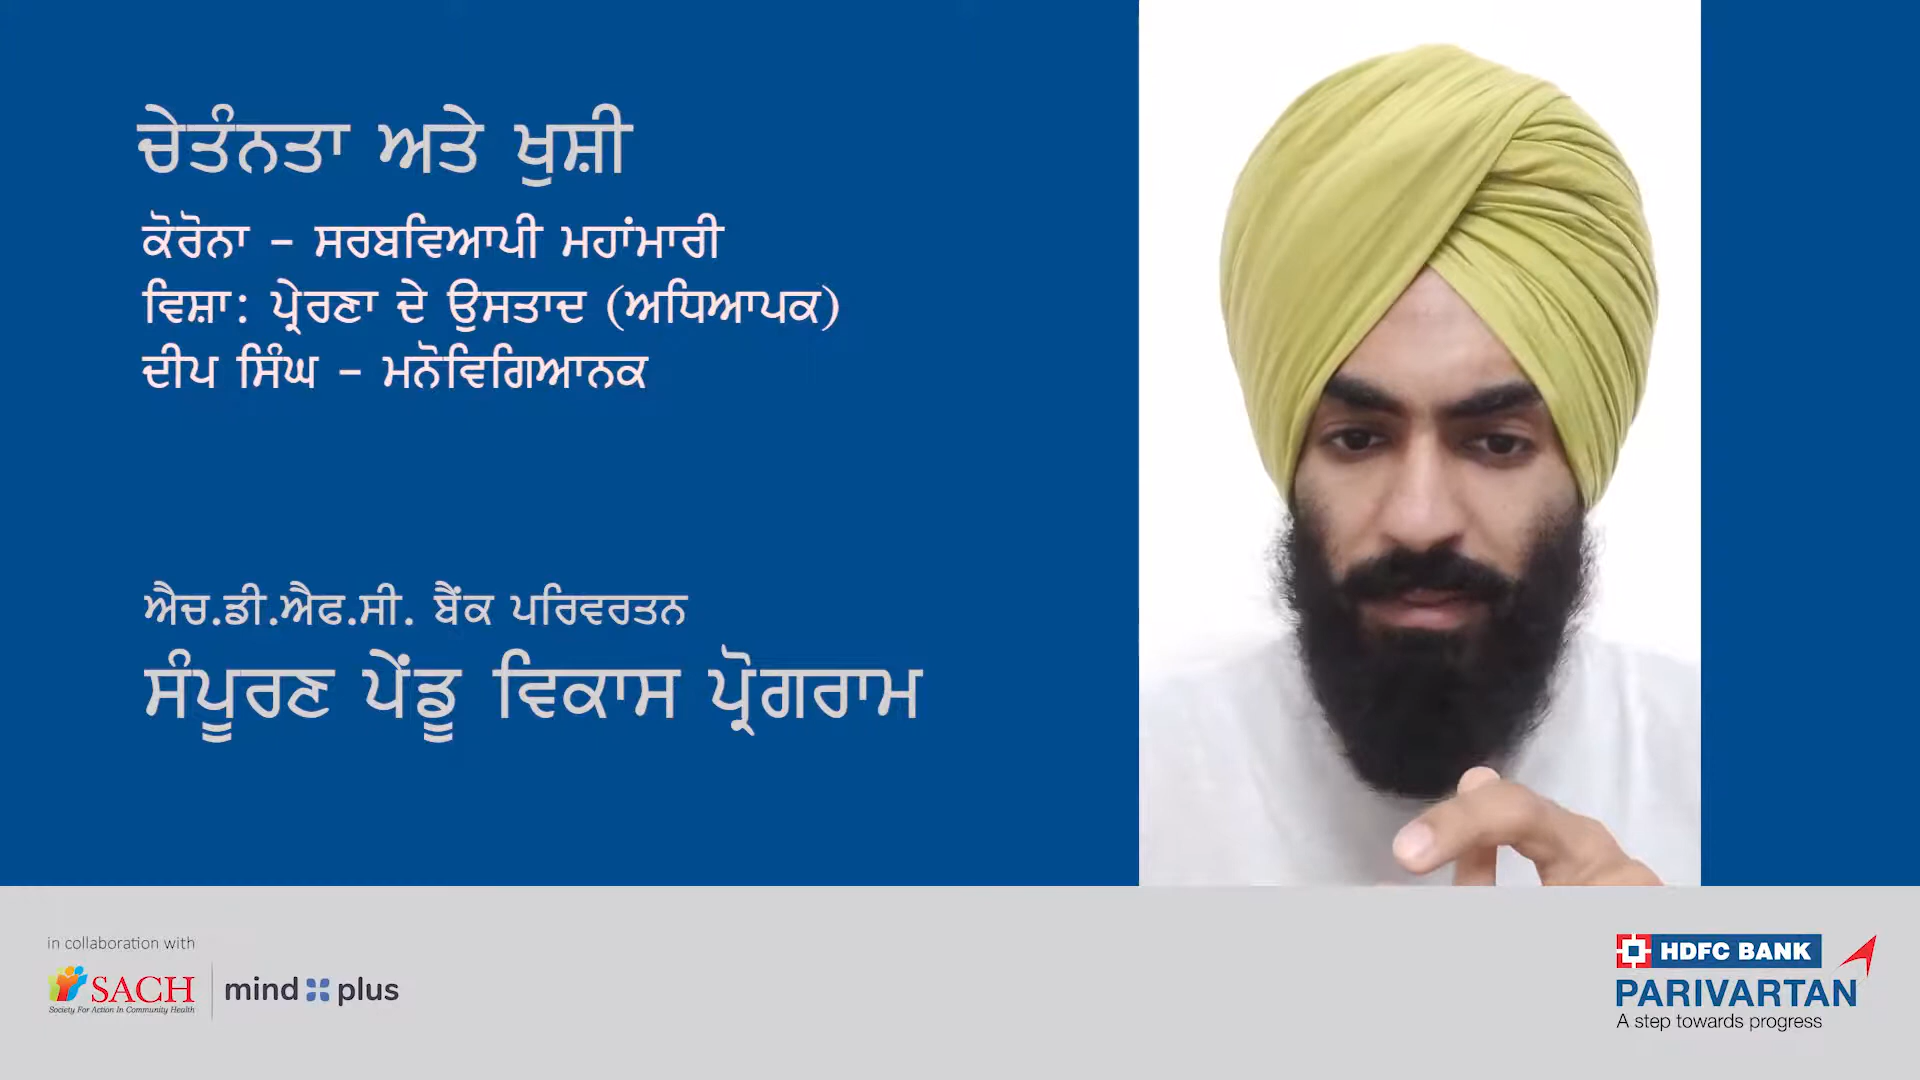 ਚੇਤੰਨਤਾ ਅਤੇ ਖੁਸ਼ੀ
ਕੋਰੋਨਾ – ਸਰਬਵਿਆਪੀ ਮਹਾਂਮਾਰੀ
ਵਿਸ਼ਾ: ਪ੍ਰੇਰਣਾ ਦੇ ਉਸਤਾਦ (ਅਧਿਆਪਕ)
ਦੀਪ ਸਿੰਘ – ਮਨੋਵਿਗਿਆਨਕ
ਐਚ.ਡੀ.ਐਫ.ਸੀ. ਬੈਂਕ ਪਰਿਵਰਤਨ
ਸੰਪੂਰਣ ਪੇਂਡੂ ਵਿਕਾਸ ਪ੍ਰੋਗਰਾਮ
in collaboration with
SACH
Society For Action In Community Health
mind plus
HDFC BANK
PARIVARTAN
A step towards progress